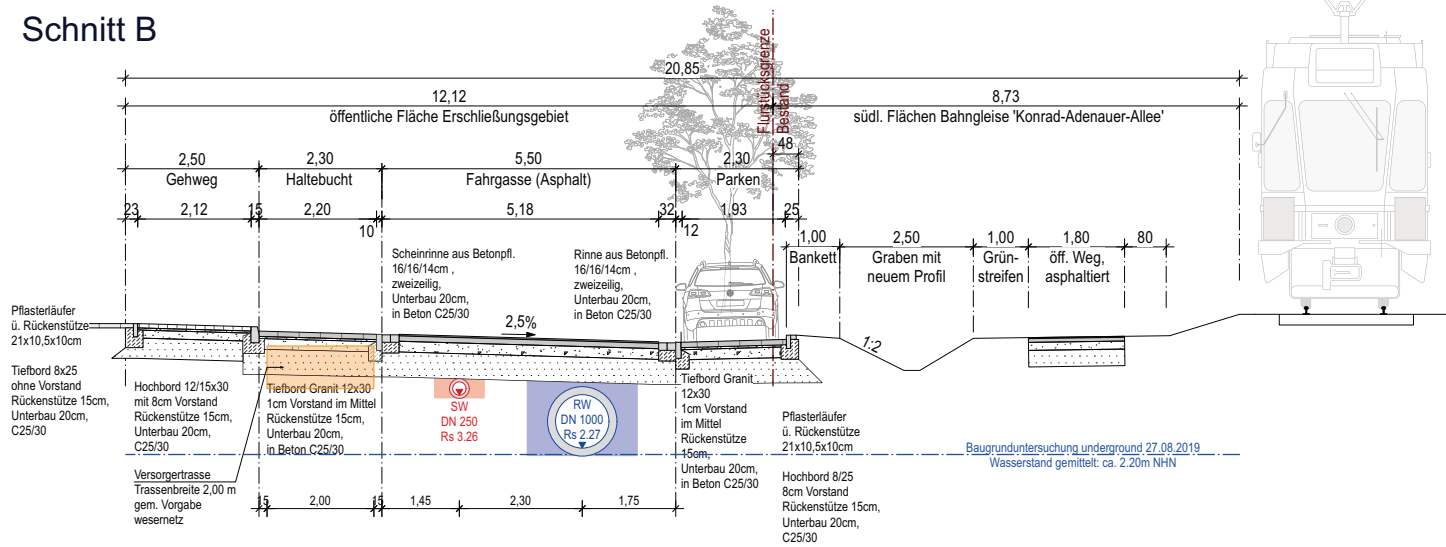 Schnitt B
20,85
12,12
öffentliche Fläche Erschließungsgebiet
Flurstücksgrenze
Bestand
8,73
südl. Flächen Bahngleise 'Konrad-Adenauer-Allee'
48
2,50
Gehweg
2,30
Haltebucht
5,50
Fahrgasse (Asphalt)
2,30
Parken
23
2,12
15
2,20
10
5,18
32
12
1,93
25
1,00
Bankett
2,50
Graben mit
neuem Profil
1,00
Grün-
streifen
1,80
öff. Weg,
asphaltiert
80
Scheinrinne aus Betonpfl.
16/16/14cm ,
zweizeilig,
Unterbau 20cm,
in Beton C25/30
Rinne aus Betonpfl.
16/16/14cm ,
zweizeilig,
Unterbau 20cm,
in Beton C25/30
2,5%
1:2
Pflasterläufer
ü. Rückenstütze
21x10,5x10cm
Tiefbord 8x25
ohne Vorstand
Rückenstütze 15cm,
Unterbau 20cm,
C25/30
Hochbord 12/15x30
mit 8cm Vorstand
Rückenstütze 15cm,
Unterbau 20cm,
C25/30
Versorgertrasse
Trassenbreite 2,00 m
gem. Vorgabe
wesernetz
Tiefbord Granit 12x30
1cm Vorstand im Mittel
Rückenstütze 15cm,
Unterbau 20cm,
in Beton C25/30
SW
DN 250
Rs 3.26
RW
DN 1000
Rs 2.27
Tiefbord Granit
12x30
1cm Vorstand
im Mittel
Rückenstütze
15cm,
Unterbau 20cm,
in Beton C25/30
Pflasterläufer
ü. Rückenstütze
21x10,5x10cm
Hochbord 8/25
8cm Vorstand
Rückenstütze 15cm,
Unterbau 20cm,
C25/30
Baugrunduntersuchung underground 27.08.2019
Wasserstand gemittelt: ca. 2.20m NHN
15
2,00
15
1,45
2,30
1,75